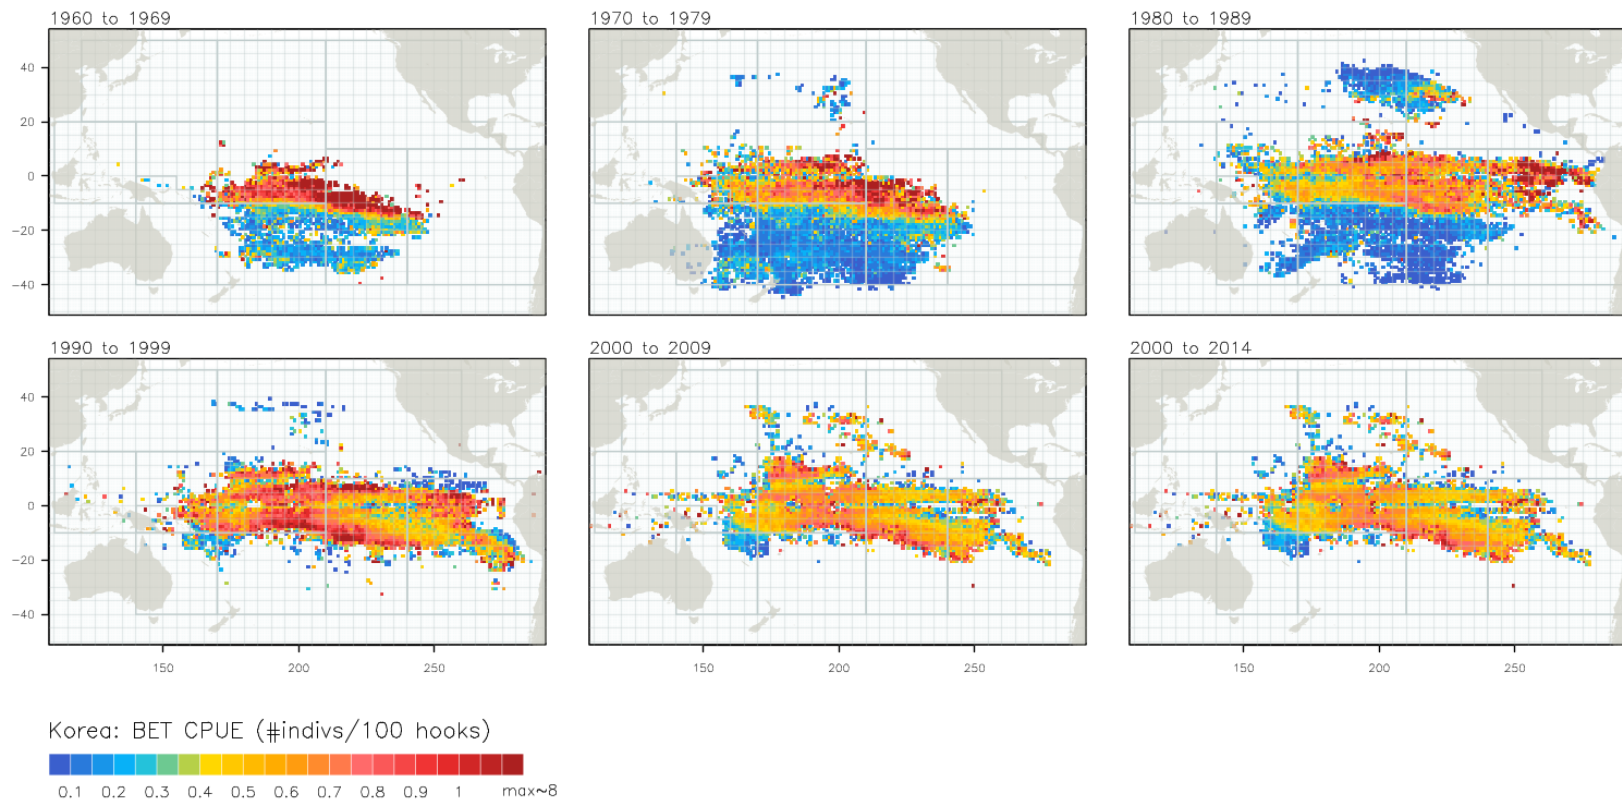 1960 to 1969
1970 to 1979
1980 to 1989
40
20
0
−20
−40
1990 to 1999
2000 to 2009
2000 to 2014
40
20
0
−20
−40
150 200 250
150 200 250
150 200 250
Korea: BET CPUE (#indivs/100 hooks)
0.1 0.2 0.3 0.4 0.5 0.6 0.7 0.8 0.9 1 max~8